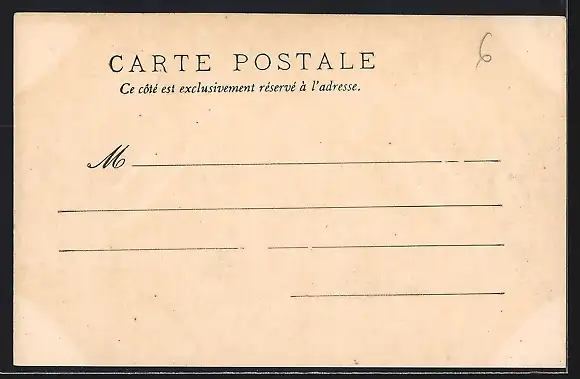 6
CARTE POSTALE
Ce côté est exclusivement réservé à l'adresse.
M